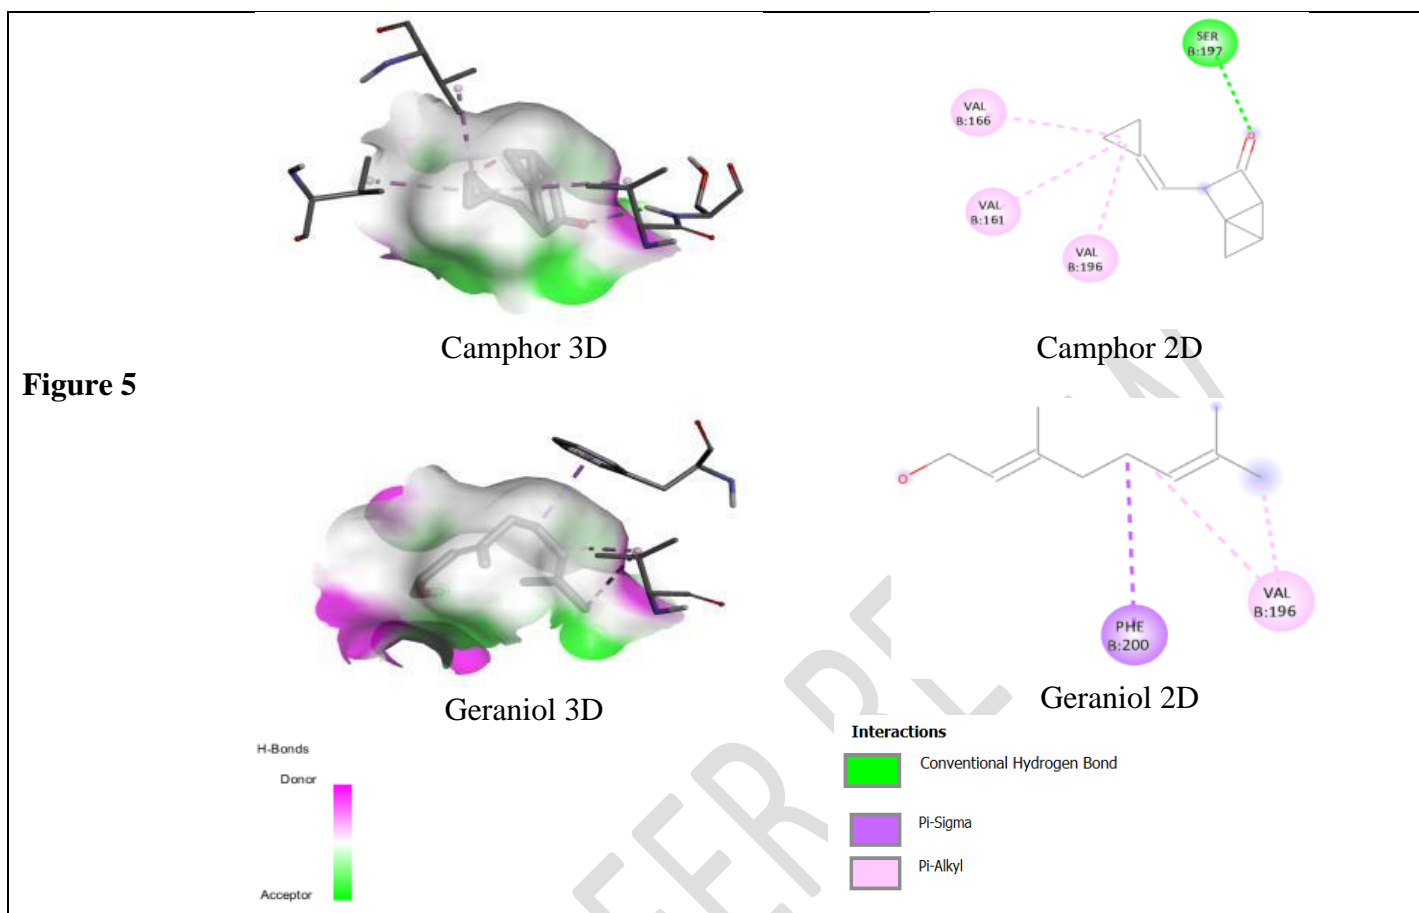 SER
B:197
VAL
B:166
VAL
B:161
VAL
B:196
O
Camphor 3D
Camphor 2D
Figure 5
O
PHE
B:200
VAL
B:196
Geraniol 3D
Geraniol 2D
H-Bonds
Donor
Acceptor
Interactions
Conventional Hydrogen Bond
Pi-Sigma
Pi-Alkyl